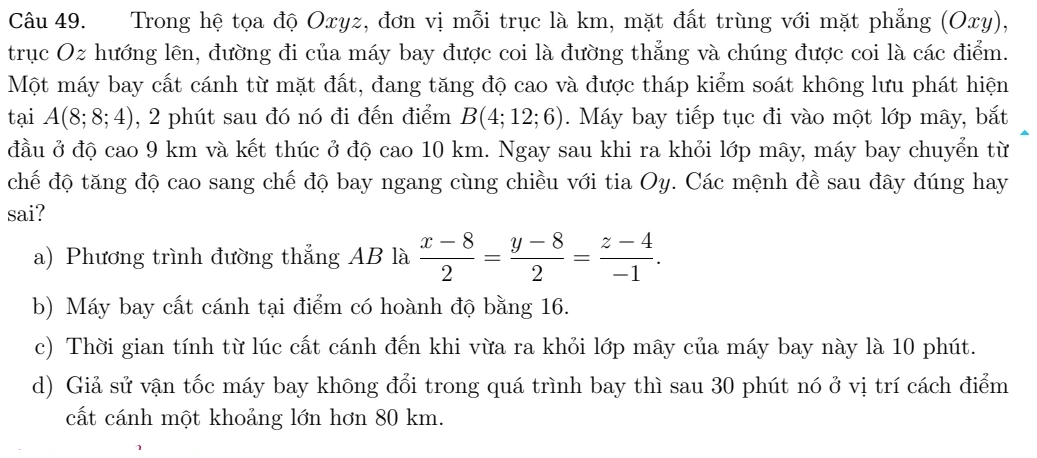 Câu 49. Trong hệ tọa độ Oxyz, đơn vị mỗi trục là km, mặt đất trùng với mặt phẳng (Oxy),
trục Oz hướng lên, đường đi của máy bay được coi là đường thẳng và chúng được coi là các điểm.
Một máy bay cất cánh từ mặt đất, đang tăng độ cao và được tháp kiểm soát không lưu phát hiện
tại A(8; 8; 4), 2 phút sau đó nó đi đến điểm B(4; 12; 6). Máy bay tiếp tục đi vào một lớp mây, bắt
đầu ở độ cao 9 km và kết thúc ở độ cao 10 km. Ngay sau khi ra khỏi lớp mây, máy bay chuyển từ
chế độ tăng độ cao sang chế độ bay ngang cùng chiều với tia Oy. Các mệnh đề sau đây đúng hay
sai?
a) Phương trình đường thẳng AB là \frac{x-8}{2} = \frac{y-8}{2} = \frac{z-4}{-1}.
b) Máy bay cất cánh tại điểm có hoành độ bằng 16.
c) Thời gian tính từ lúc cất cánh đến khi vừa ra khỏi lớp mây của máy bay này là 10 phút.
d) Giả sử vận tốc máy bay không đổi trong quá trình bay thì sau 30 phút nó ở vị trí cách điểm
cất cánh một khoảng lớn hơn 80 km.